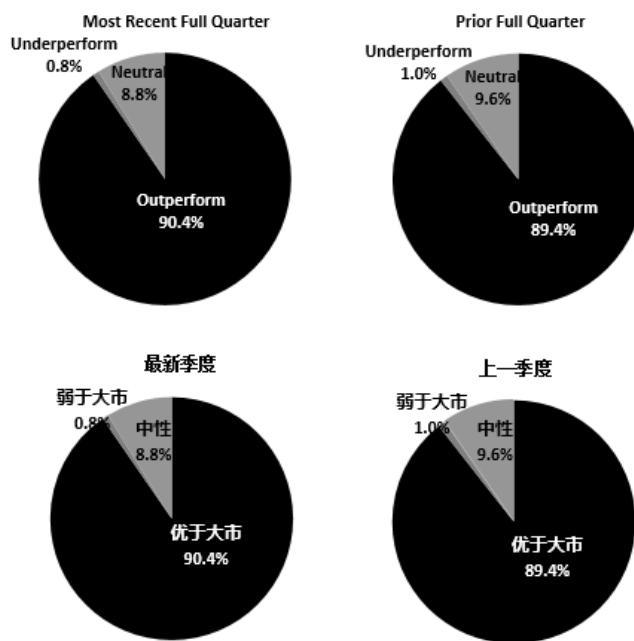 Most Recent Full Quarter
Underperform
0.8%
Neutral
8.8%
Outperform
90.4%
Prior Full Quarter
Underperform
1.0%
Neutral
9.6%
Outperform
89.4%
最新季度
弱于大市
0.8%
中性
8.8%
优于大市
90.4%
上一季度
弱于大市
1.0%
中性
9.6%
优于大市
89.4%